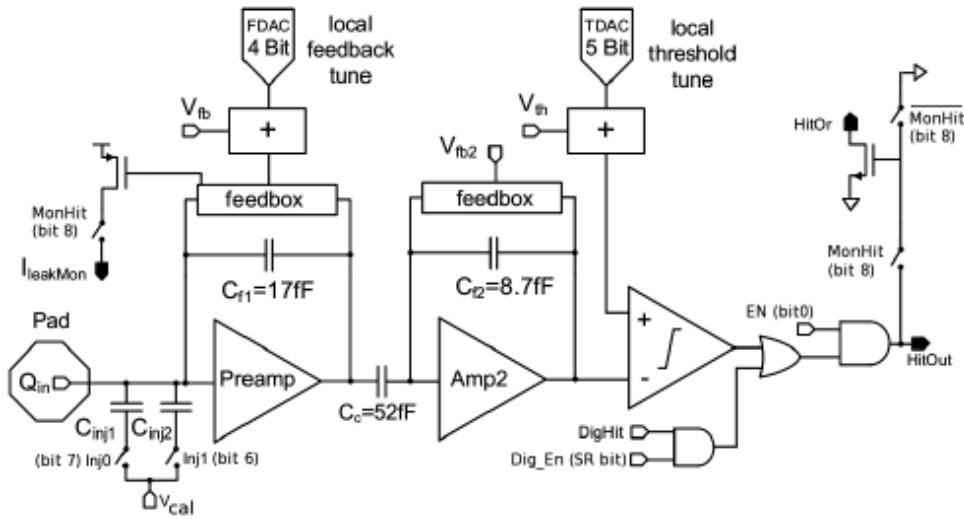 FDAC
4 Bit
local
feedback
tune
TDAC
5 Bit
local
threshold
tune
V_fb
+
V_th
+
HitOr
MonHit
(bit 8)
V_fb2
feedbox
feedbox
MonHit
(bit 8)
I_leakMon
C_f1=17fF
C_f2=8.7fF
MonHit
(bit 8)
Pad
EN (bit0)
+
Q_in
Preamp
Amp2
-
HitOut
C_c=52fF
C_inj1
C_inj2
DigHit
(bit 7) Inj0
Inj1 (bit 6)
Dig_En (SR bit)
V_cal